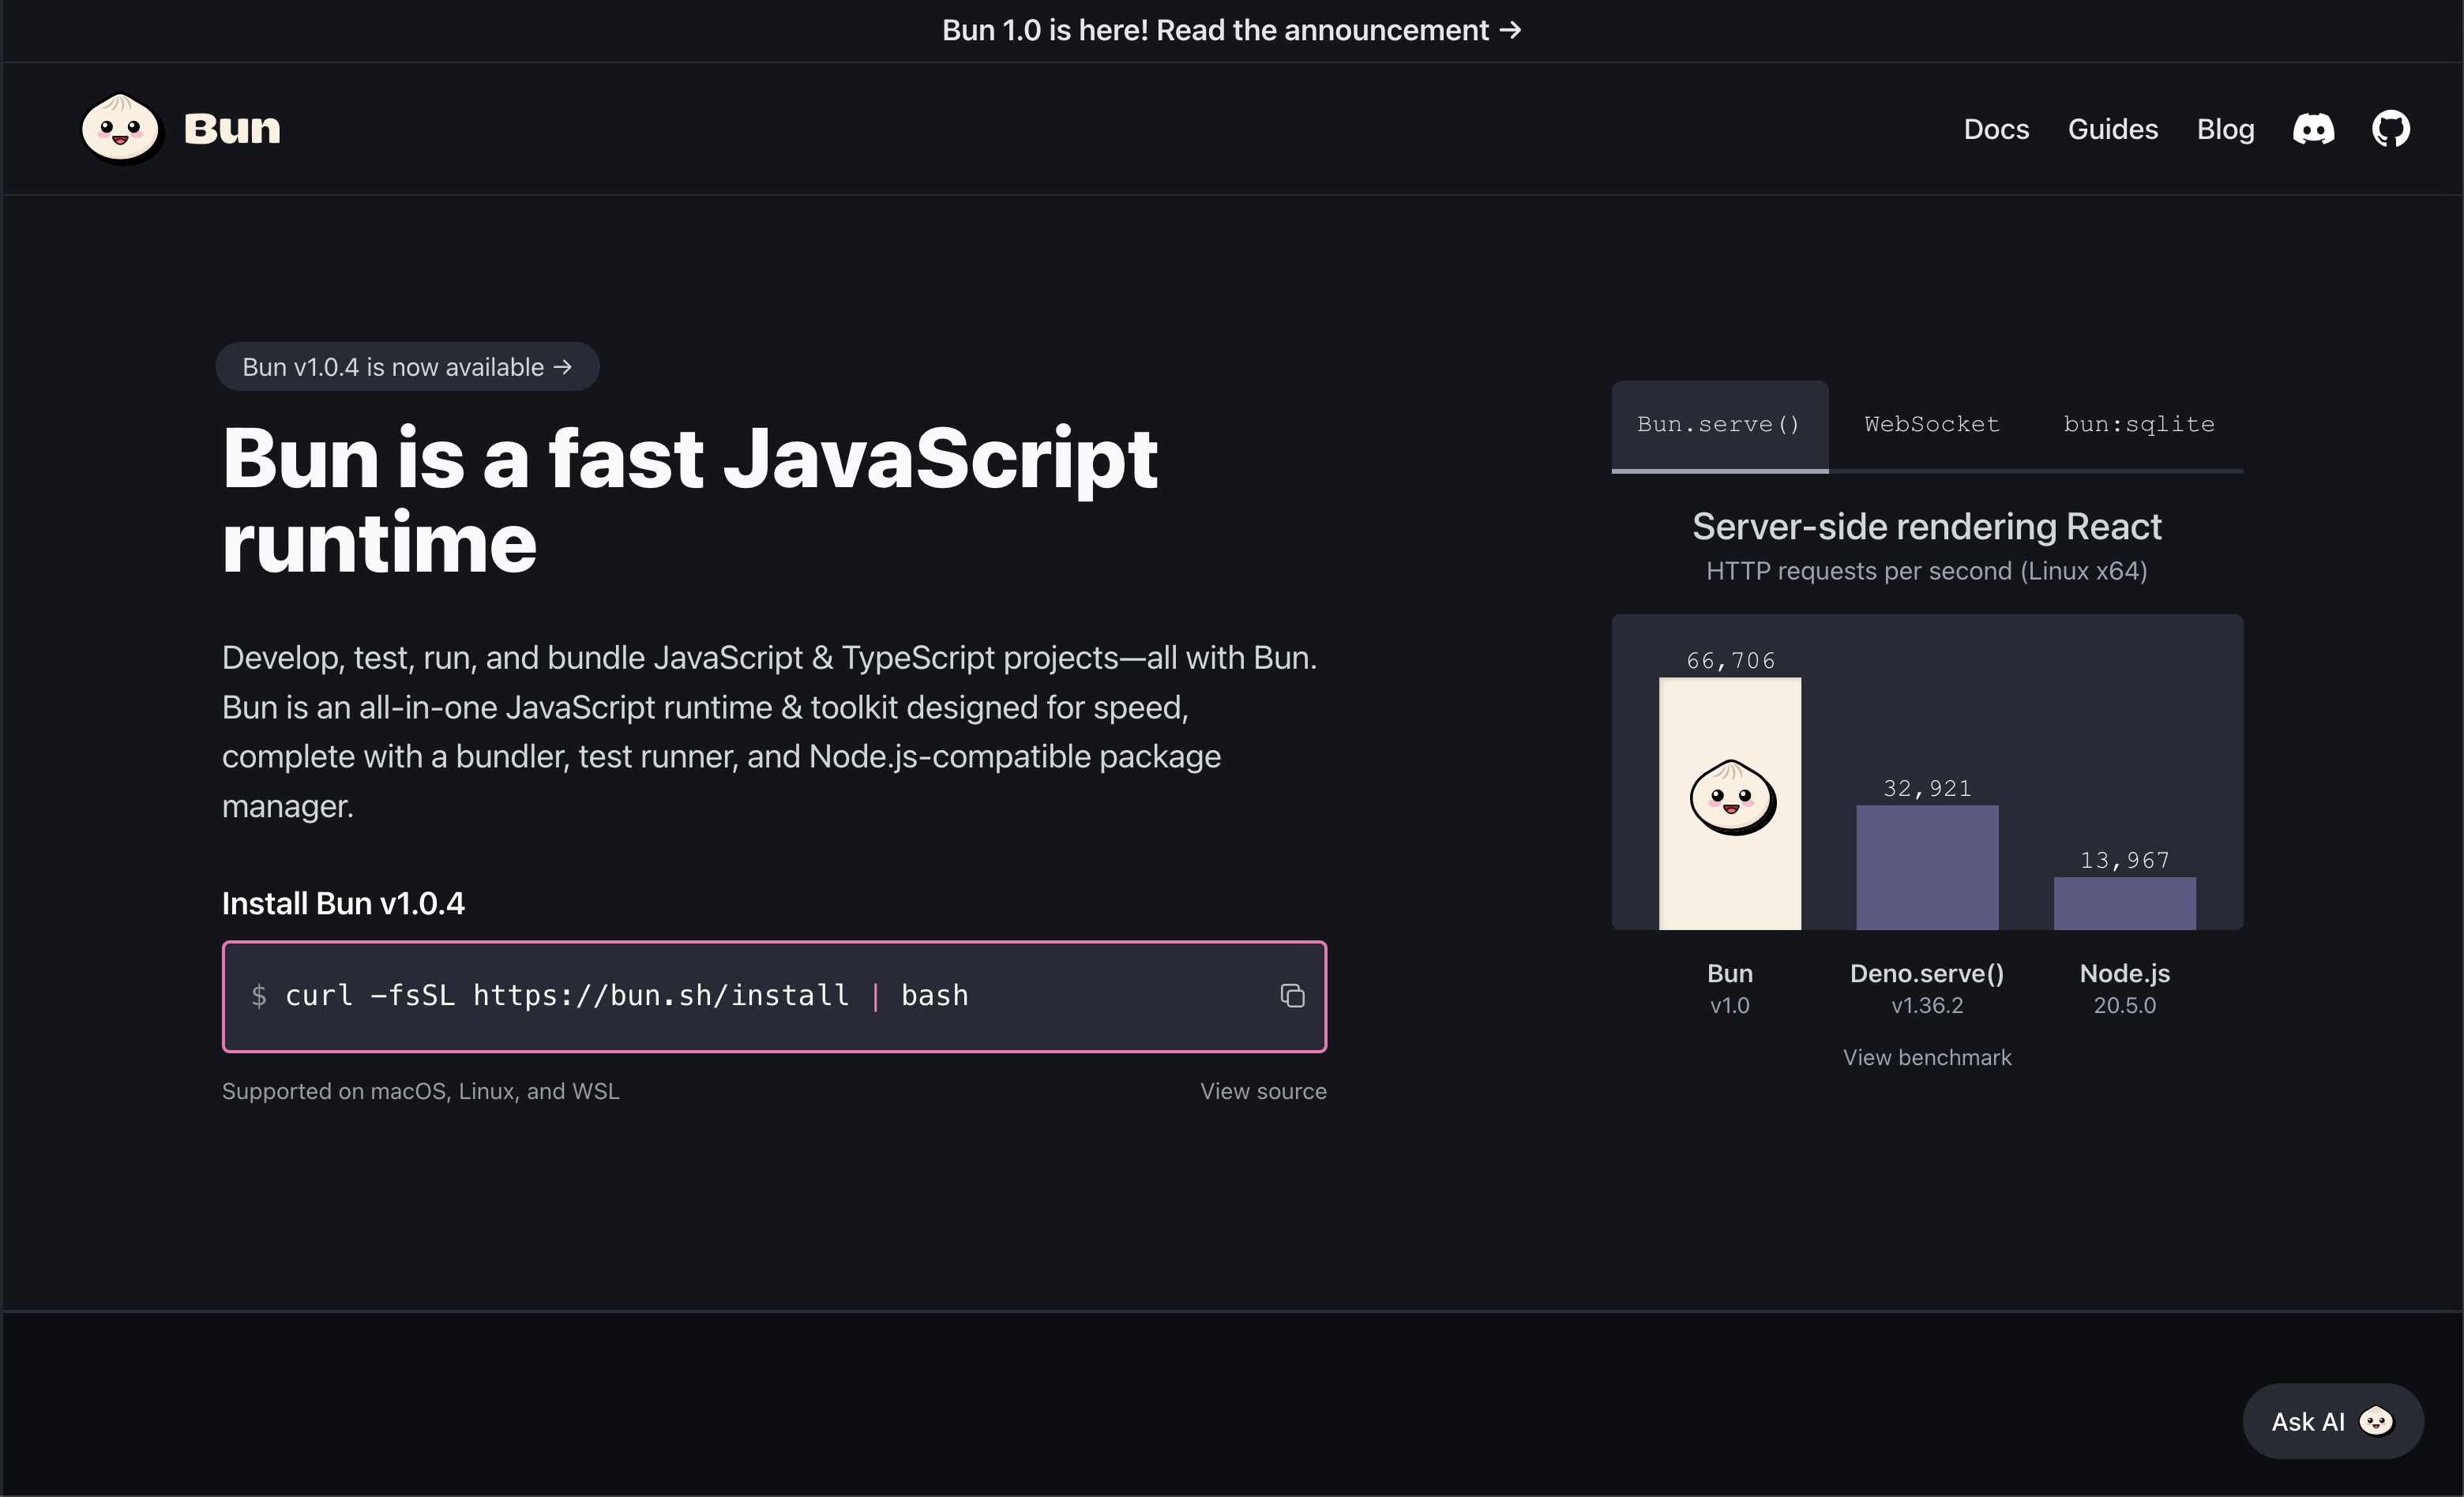 Bun 1.0 is here! Read the announcement →
Bun
Docs
Guides
Blog
Bun v1.0.4 is now available →
Bun is a fast JavaScript
runtime
Develop, test, run, and bundle JavaScript & TypeScript projects—all with Bun.
Bun is an all-in-one JavaScript runtime & toolkit designed for speed,
complete with a bundler, test runner, and Node.js-compatible package
manager.
Install Bun v1.0.4
$ curl -fsSL https://bun.sh/install | bash
Supported on macOS, Linux, and WSL
View source
Bun.serve()
WebSocket
bun:sqlite
Server-side rendering React
HTTP requests per second (Linux x64)
66,706
32,921
13,967
Bun
v1.0
Deno.serve()
v1.36.2
Node.js
20.5.0
View benchmark
Ask AI